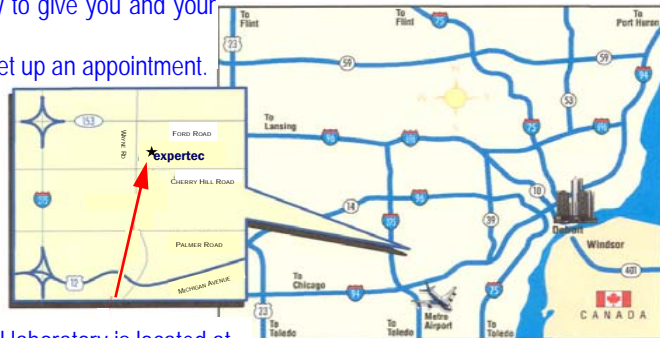 y to give you and your
et up an appointment.
To
Flint
To
Flint
To
Port Huron
23
75
59
59
94
53
To
Lansing
96
696
75
696
153
FORD ROAD
WAYNE RD
expertec
CHERRY HILL ROAD
275
PALMER ROAD
12
MICHIGAN AVENUE
14
96
10
39
275
Detroit
Windsor
401
CANADA
To
Chicago
94
75
Metro
Airport
23
To
Toledo
To
Toledo
To
Toledo
l laboratory is located at